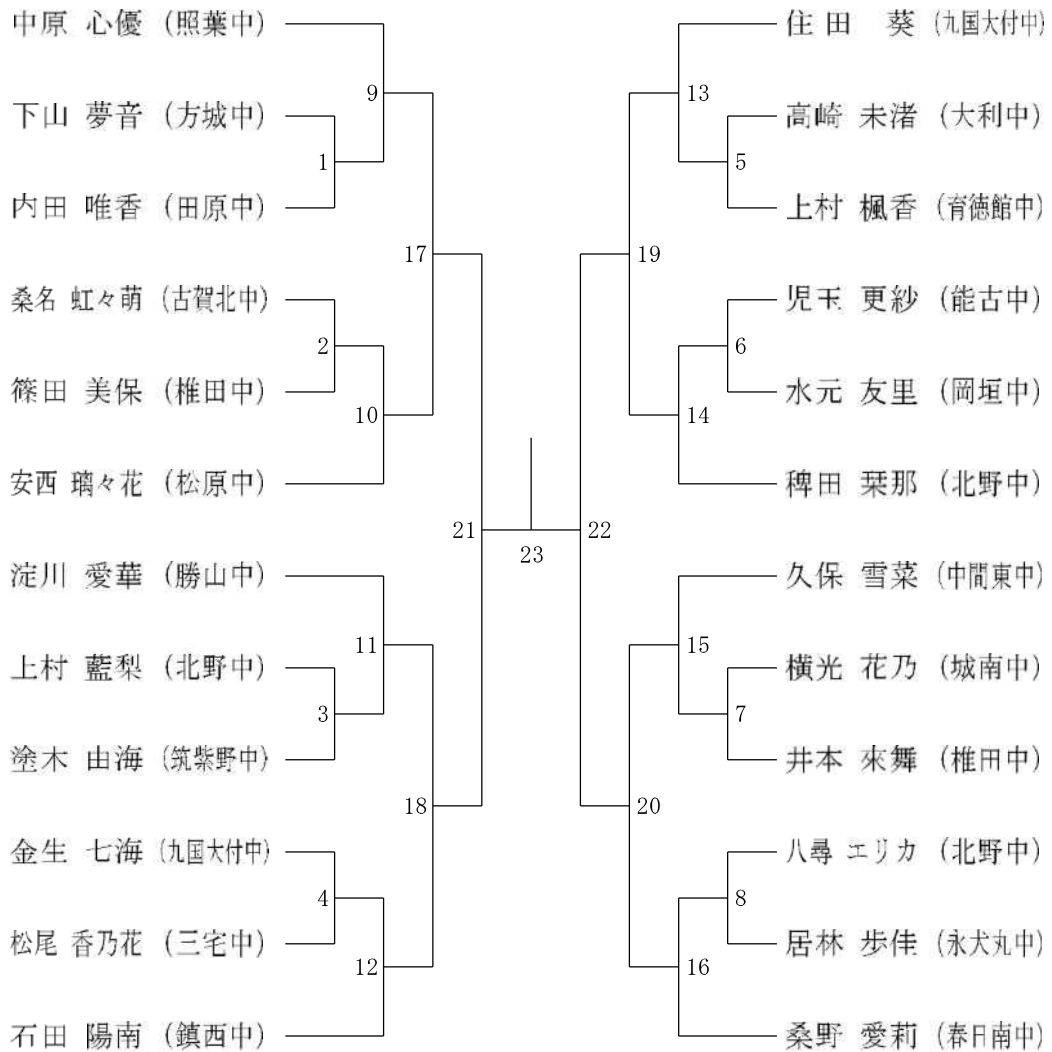 中原 心優 (照葉中)
下山 夢音 (方城中)
内田 唯香 (田原中)
桑名 虹々萌 (古賀北中)
篠田 美保 (椎田中)
安西 璃々花 (松原中)
淀川 愛華 (勝山中)
上村 藍梨 (北野中)
塗木 由海 (筑紫野中)
金生 七海 (九国大付中)
松尾 香乃花 (三宅中)
石田 陽南 (鎮西中)
1
2
3
4
9
10
11
12
17
18
21
23
22
19
20
13
14
15
16
5
6
7
8
住田 葵 (九国大付中)
高崎 未渚 (大利中)
上村 楓香 (育徳館中)
児玉 更紗 (能古中)
水元 友里 (岡垣中)
稗田 栞那 (北野中)
久保 雪菜 (中間東中)
横光 花乃 (城南中)
井本 來舞 (椎田中)
八尋 エリカ (北野中)
居林 歩佳 (永犬丸中)
桑野 愛莉 (春日南中)